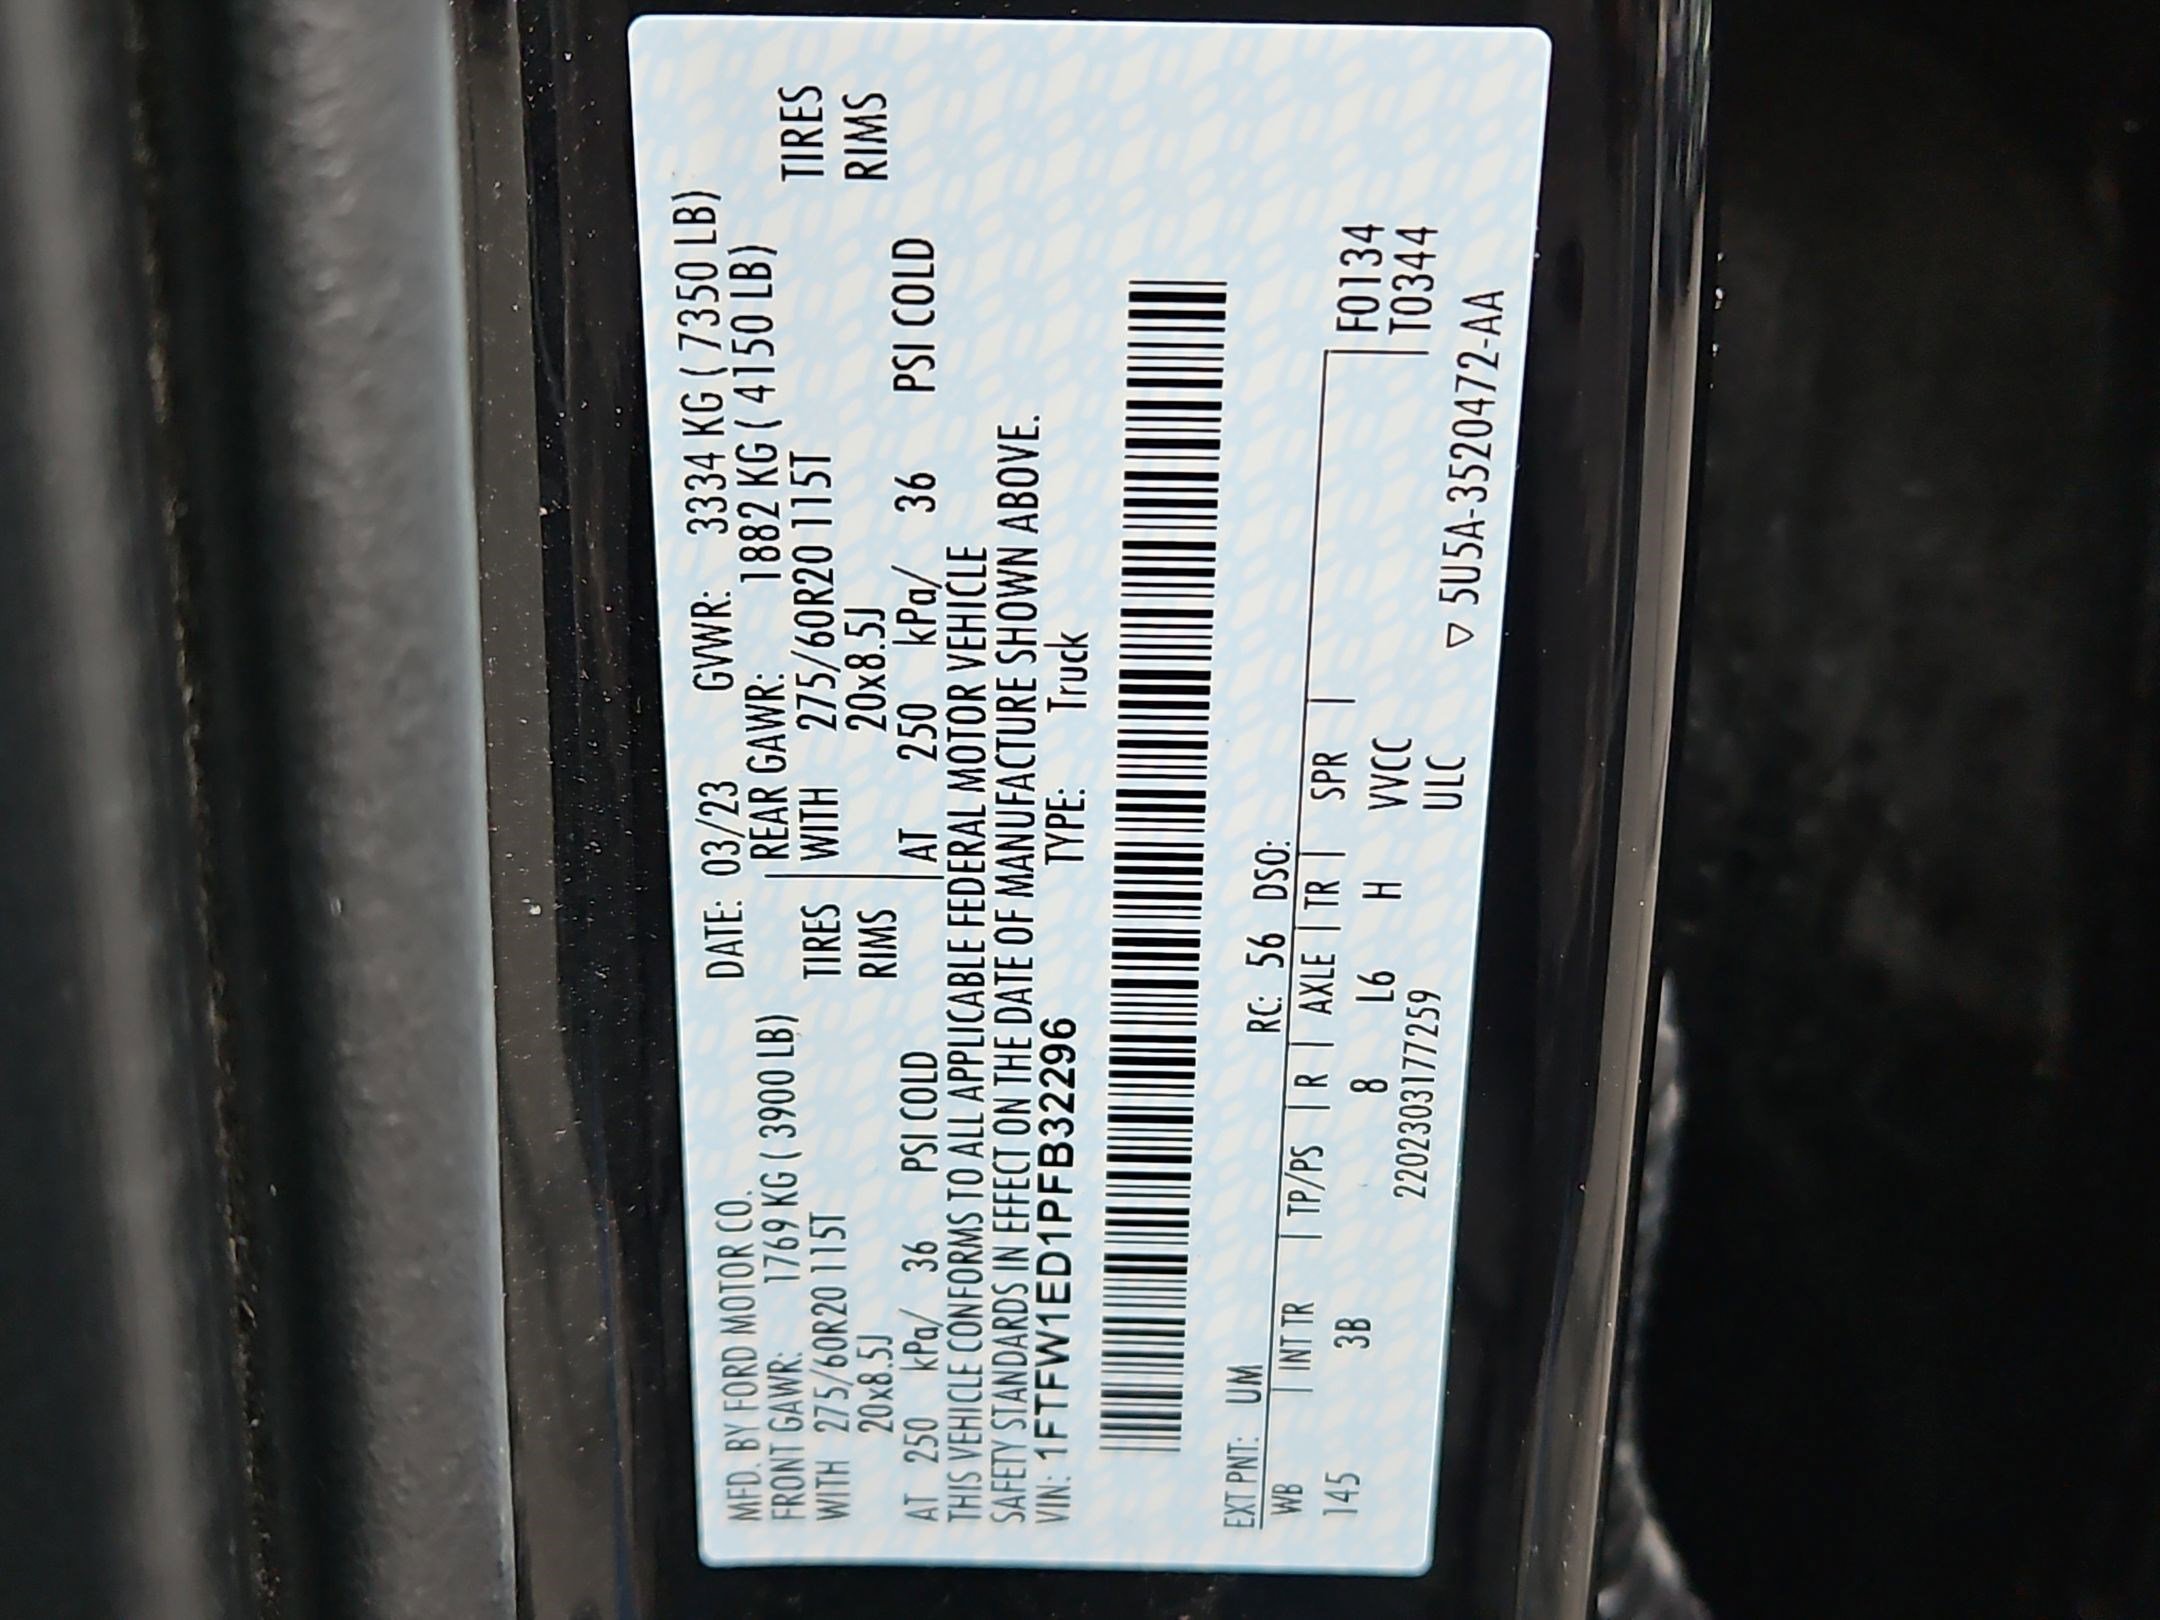 MFD. BY FORD MOTOR CO. DATE: 03/23 GVWR: 3334 KG ( 7350 LB)
FRONT GAWR: 1769 KG ( 3900 LB) REAR GAWR: 1882 KG ( 4150 LB)
WITH 275/60R20 115T TIRES WITH 275/60R20 115T TIRES
20x8.5J RIMS 20x8.5J RIMS
AT 250 kPa/ 36 PSI COLD AT 250 kPa/ 36 PSI COLD
THIS VEHICLE CONFORMS TO ALL APPLICABLE FEDERAL MOTOR VEHICLE
SAFETY STANDARDS IN EFFECT ON THE DATE OF MANUFACTURE SHOWN ABOVE.
VIN: 1FTFW1ED1PFB32296 TYPE: Truck
EXT PNT: UM RC: 56 DSO:
WB | INT TR | TP/PS | R | AXLE | TR | SPR | F0134
145 3B 8 L6 H VVCC T0344
2202303177259 ULC ▽ 5U5A-3520472-AA